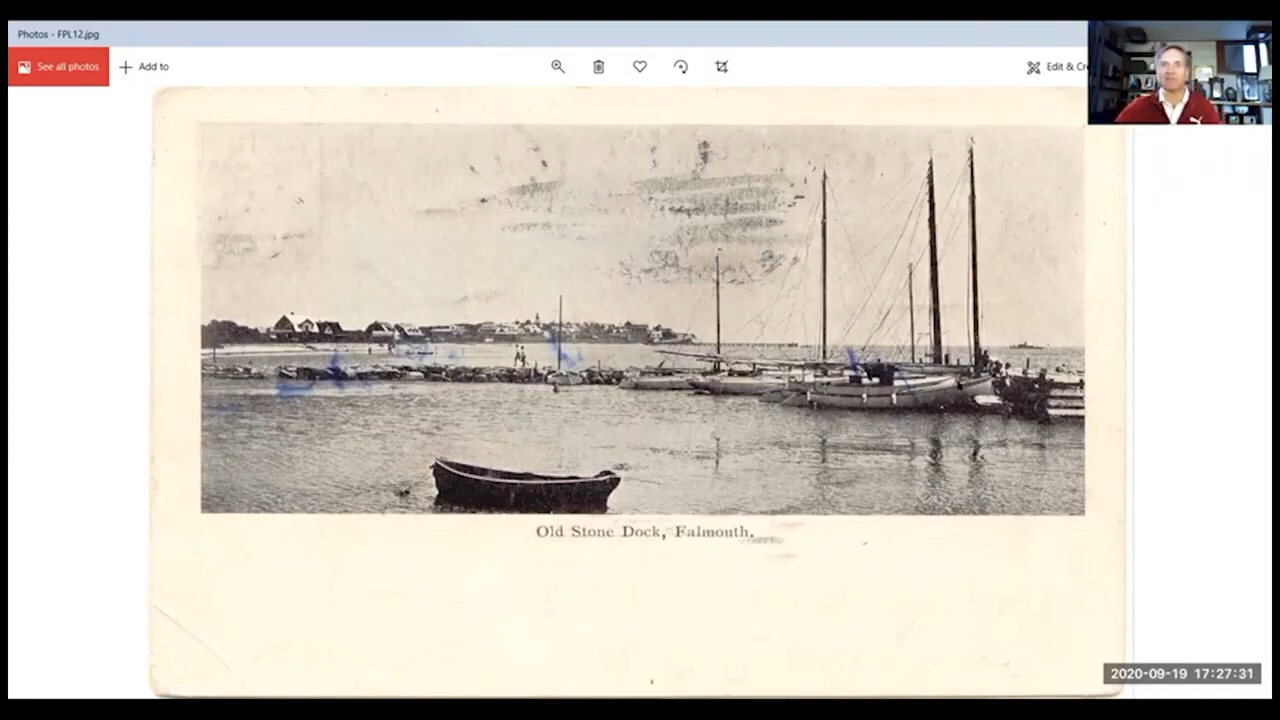 Photos - FPL12.jpg
See all photos
Add to
Edit & Cr
Old Stone Dock, Falmouth.
2020-09-19 17:27:31